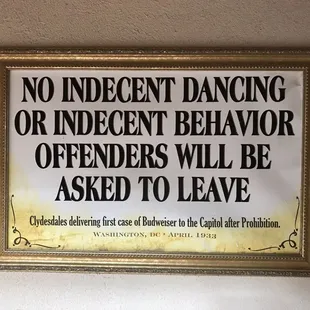 NO INDECENT DANCING
OR INDECENT BEHAVIOR
OFFENDERS WILL BE
ASKED TO LEAVE
Clydesdales delivering first case of Budweiser to the Capitol after Prohibition.
WASHINGTON, DC • APRIL 1933